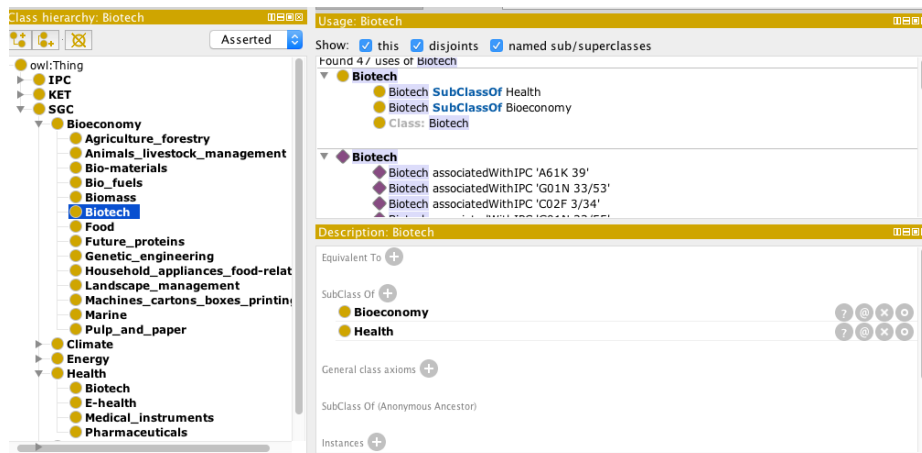 Class hierarchy: Biotech
Asserted
owl:Thing
IPC
KET
SGC
Bioeconomy
Agriculture_forestry
Animals_livestock_management
Bio-materials
Bio_fuels
Biomass
Biotech
Food
Future_proteins
Genetic_engineering
Household_appliances_food-relat
Landscape_management
Machines_cartons_boxes_printing
Marine
Pulp_and_paper
Climate
Energy
Health
Biotech
E-health
Medical_instruments
Pharmaceuticals
Usage: Biotech
Show: this disjoints named sub/superclasses
Found 47 uses of Biotech
Biotech
Biotech SubClassOf Health
Biotech SubClassOf Bioeconomy
Class: Biotech
Biotech
Biotech associatedWithIPC 'A61K 39'
Biotech associatedWithIPC 'G01N 33/53'
Biotech associatedWithIPC 'C02F 3/34'
Description: Biotech
Equivalent To
SubClass Of
Bioeconomy
Health
General class axioms
SubClass Of (Anonymous Ancestor)
Instances